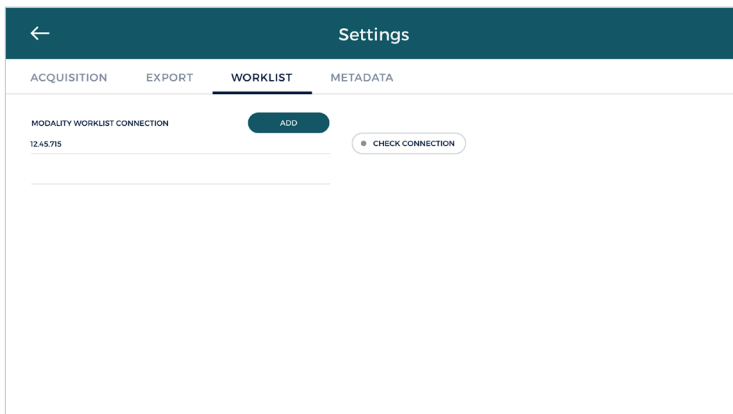 Settings
ACQUISITION EXPORT WORKLIST METADATA
MODALITY WORKLIST CONNECTION ADD
12.45.715 CHECK CONNECTION